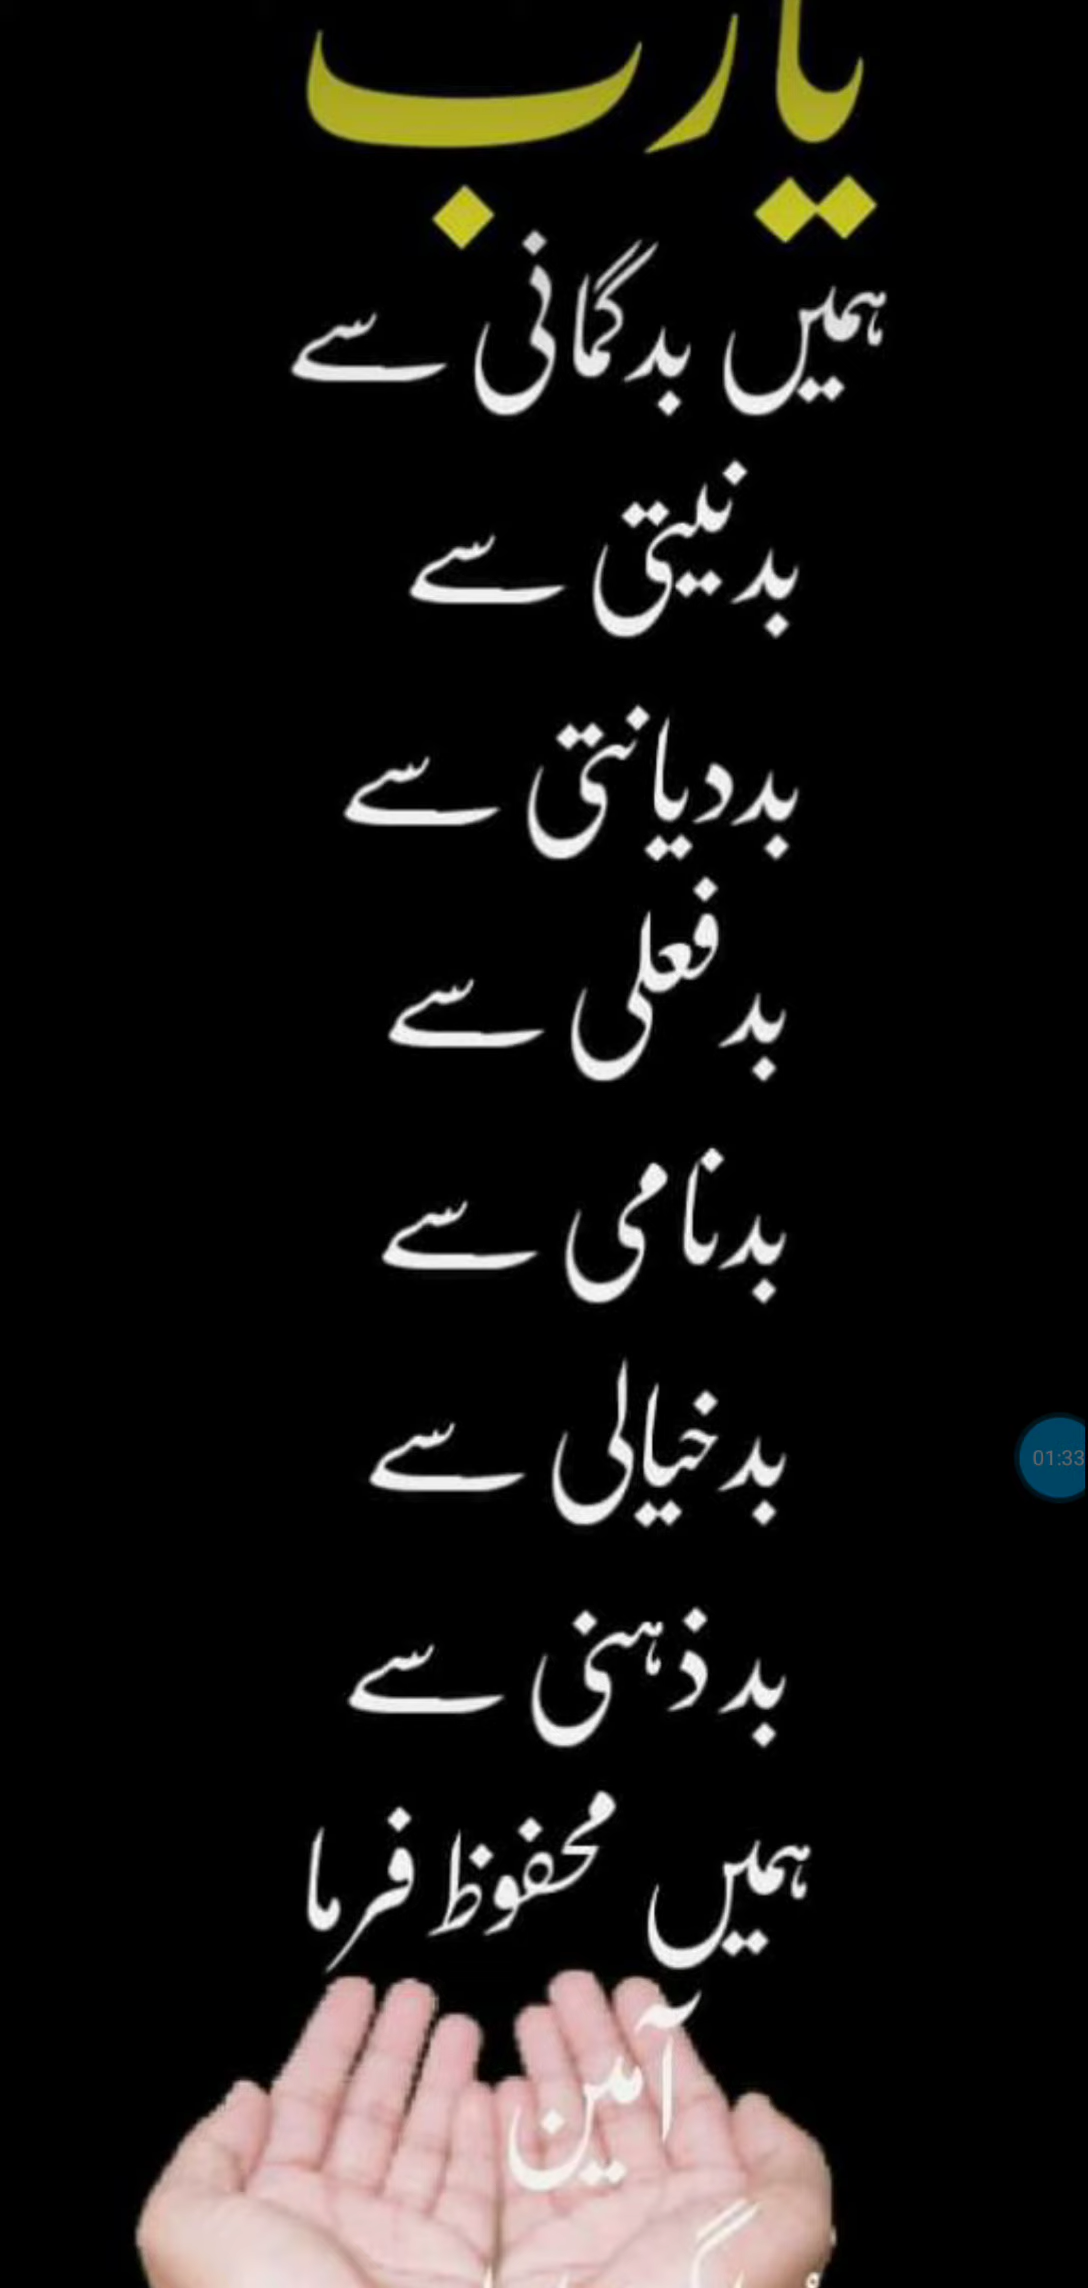 یارب
ہمیں بدگمانی سے
بدنیتی سے
بددیانتی سے
بدفعلی سے
بدنامی سے
بدخیالی سے
بدذہنی سے
ہمیں محفوظ فرما
آمین
01:33